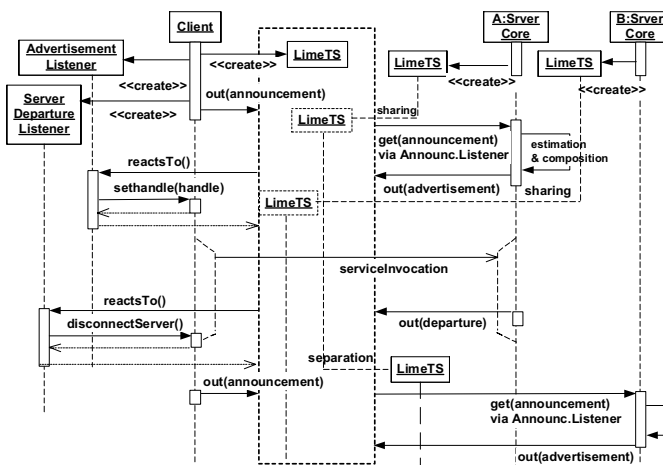 Client
A:Srver
Core
B:Srver
Core
Advertisement
Listener
LimeTS
LimeTS
LimeTS
<<create>>
<<create>>
<<create>>
<<create>>
Server
Departure
Listener
<<create>>
out(announcement)
sharing
LimeTS
get(announcement)
via Announc.Listener
estimation
& composition
reactsTo()
sethandle(handle)
out(advertisement)
sharing
LimeTS
serviceInvocation
reactsTo()
disconnectServer()
out(departure)
separation
LimeTS
out(announcement)
get(announcement)
via Announc.Listener
out(advertisement)